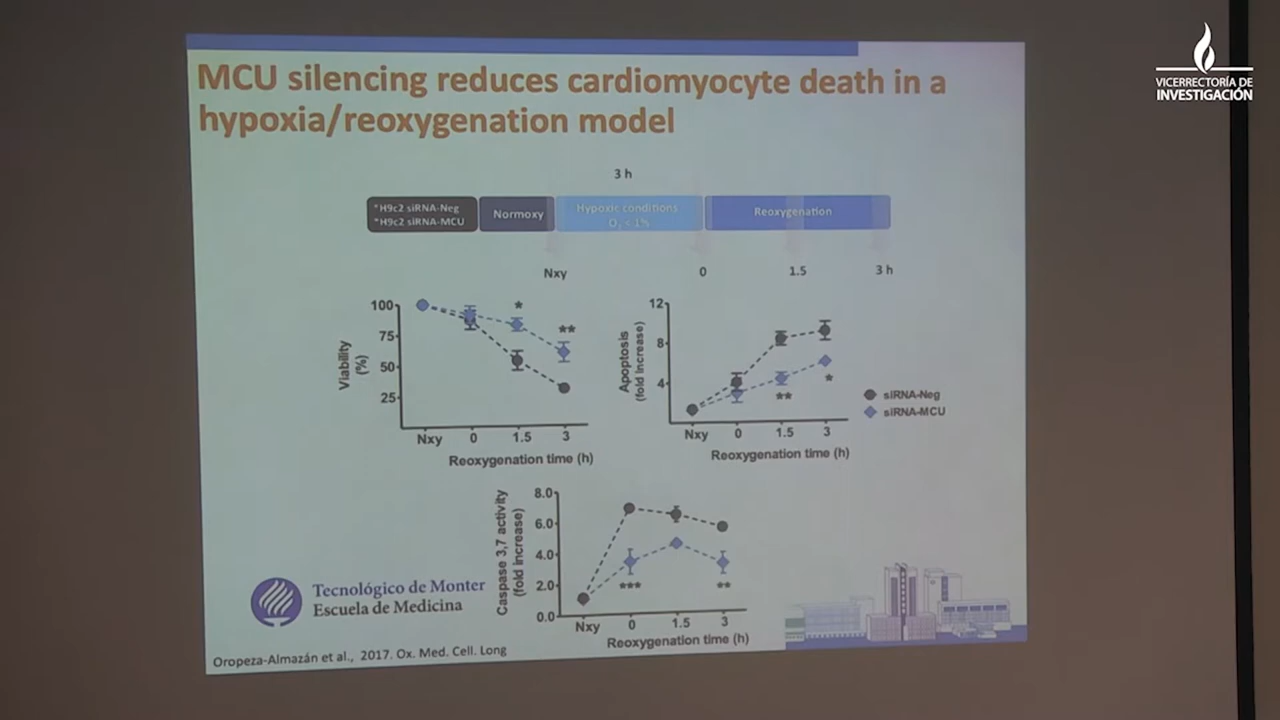 MCU silencing reduces cardiomyocyte death in a
hypoxia/reoxygenation model
VICERRECTORÍA DE
INVESTIGACIÓN
3 h
*H9c2 siRNA-Neg
*H9c2 siRNA-MCU
Normoxy
Hypoxic conditions
O₂ < 1%
Reoxygenation
Nxy
0
1.5
3 h
Viability
(%)
100
75
50
25
*
**
Nxy
0
1.5
3
Reoxygenation time (h)
Apoptosis
(fold increase)
12
8
4
**
*
Nxy
0
1.5
3
Reoxygenation time (h)
siRNA-Neg
siRNA-MCU
Caspase 3,7 activity
(fold increase)
8.0
6.0
4.0
2.0
0.0
***
**
Nxy
0
1.5
3
Reoxygenation time (h)
Tecnológico de Monter
Escuela de Medicina
Oropeza-Almazán et al., 2017. Ox. Med. Cell. Long